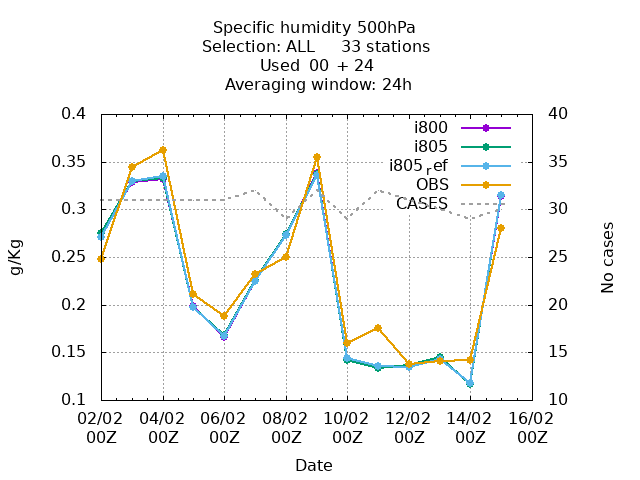 Specific humidity 500hPa
Selection: ALL 33 stations
Used 00 + 24
Averaging window: 24h
0.4
0.35
0.3
0.25
0.2
0.15
0.1
g/Kg
40
35
30
25
20
15
10
No cases
i800
i805
i805_ref
OBS
CASES
02/02 04/02 06/02 08/02 10/02 12/02 14/02 16/02
00Z 00Z 00Z 00Z 00Z 00Z 00Z 00Z
Date